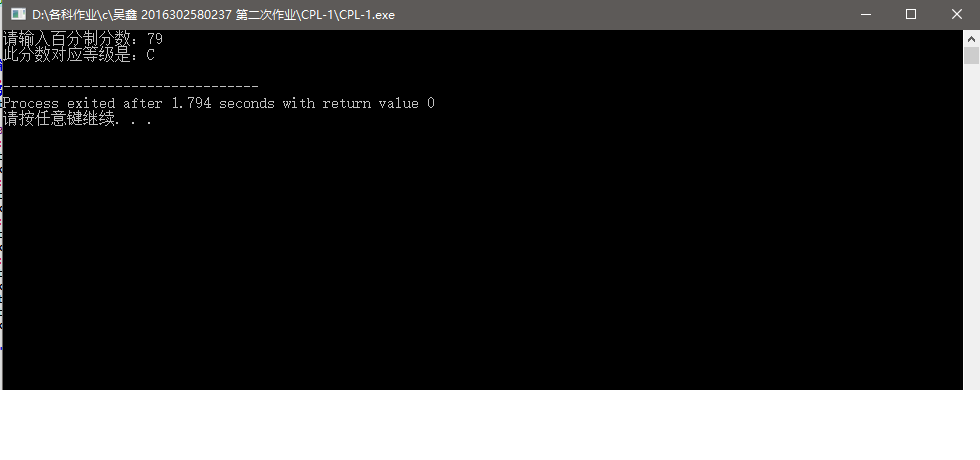 D:\各科作业\c\吴鑫 2016302580237 第二次作业\CPL-1\CPL-1.exe
请输入百分制分数：79
此分数对应等级是：C
--------------------------------
Process exited after 1.794 seconds with return value 0
请按任意键继续. . .